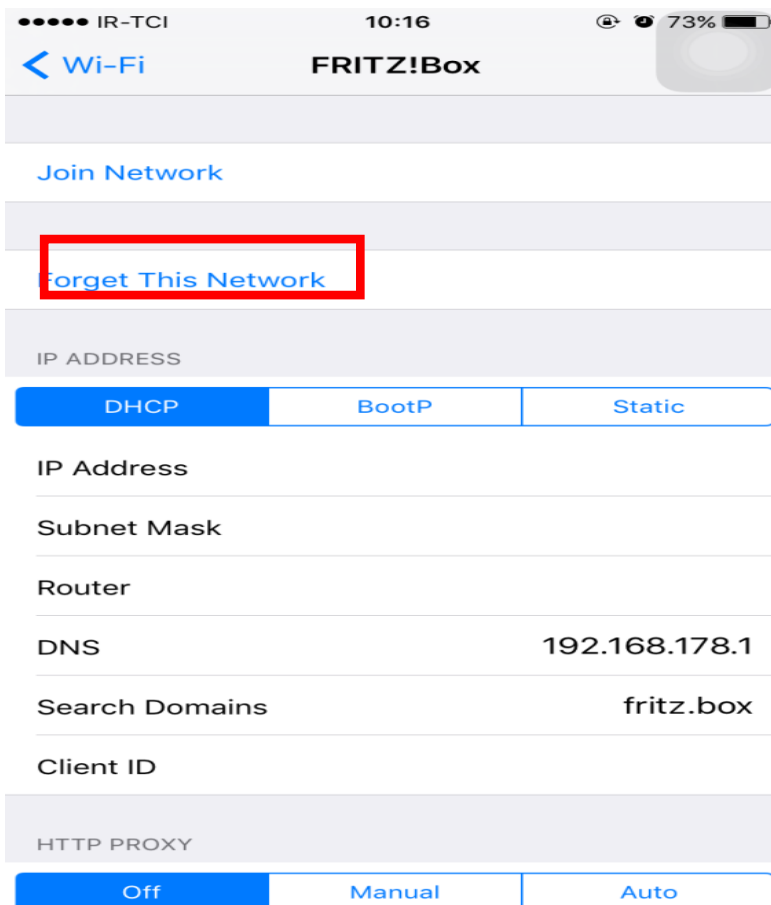 IR-TCI 10:16 73%
Wi-Fi FRITZ!Box
Join Network
Forget This Network
IP ADDRESS
DHCP BootP Static
IP Address
Subnet Mask
Router
DNS 192.168.178.1
Search Domains fritz.box
Client ID
HTTP PROXY
Off Manual Auto